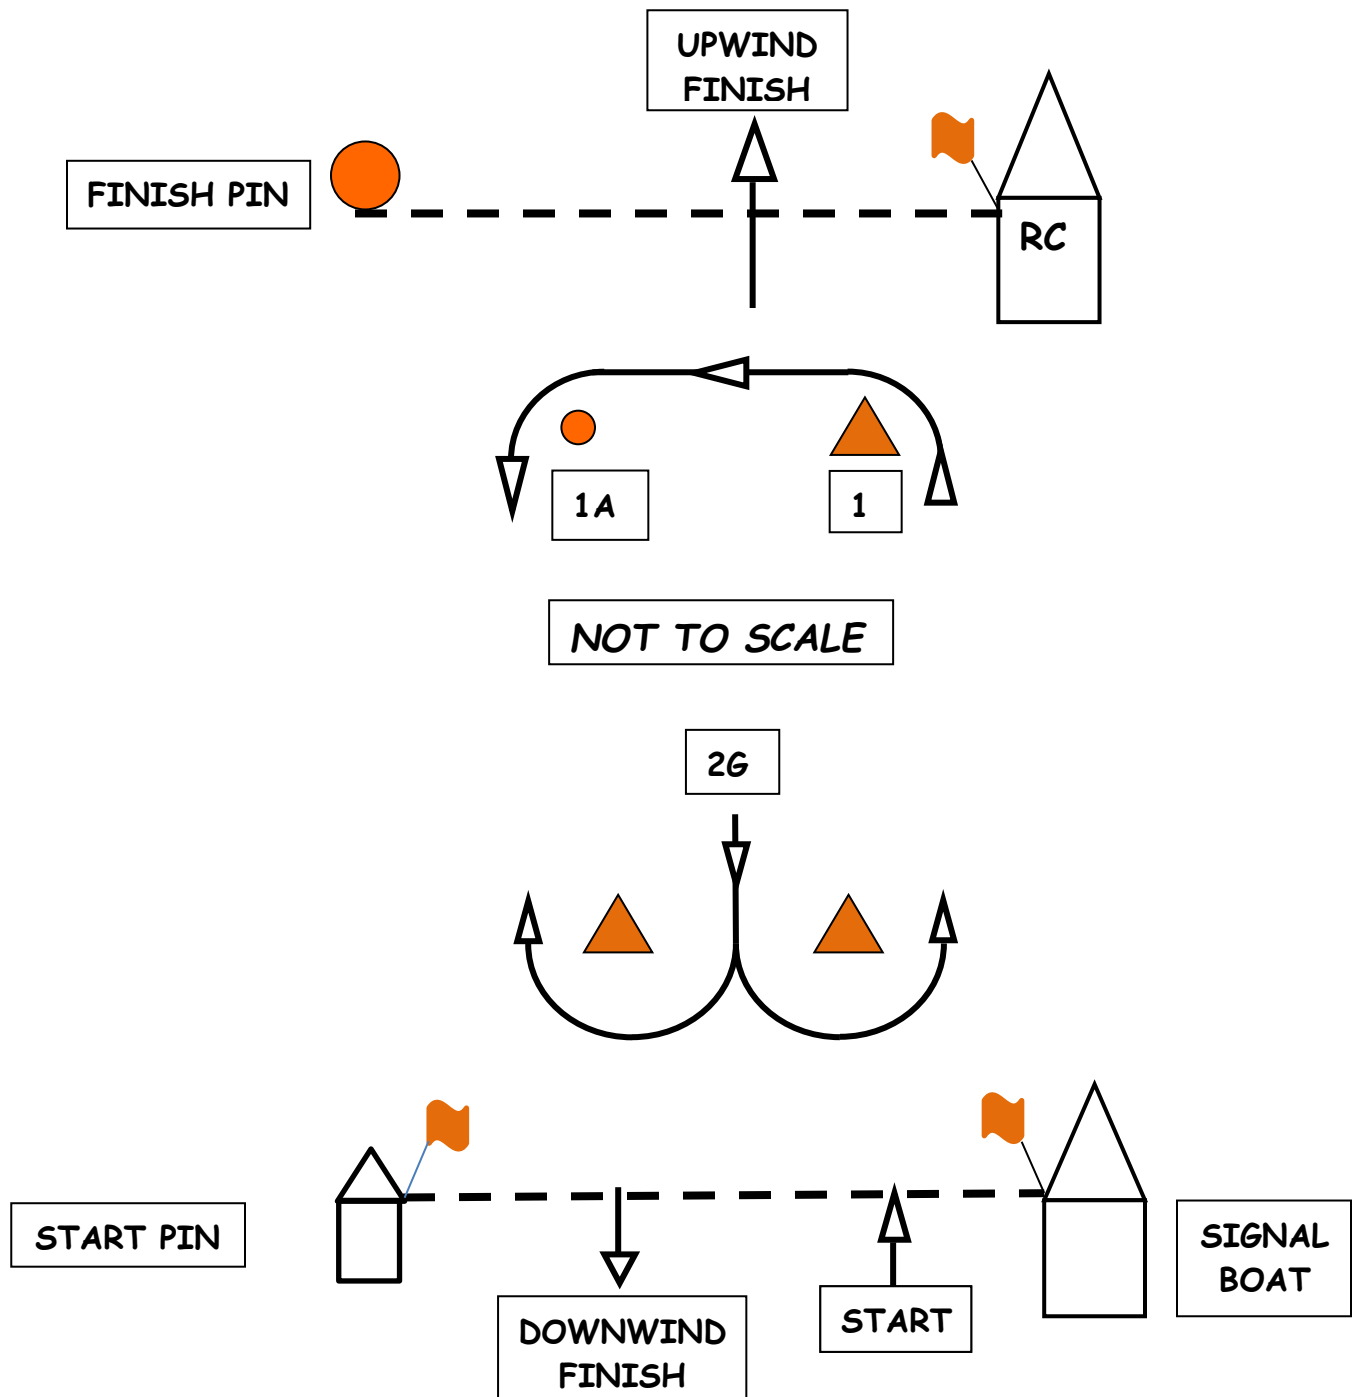 UPWIND
FINISH
FINISH PIN
RC
1A
1
NOT TO SCALE
2G
START PIN
SIGNAL
BOAT
START
DOWNWIND
FINISH